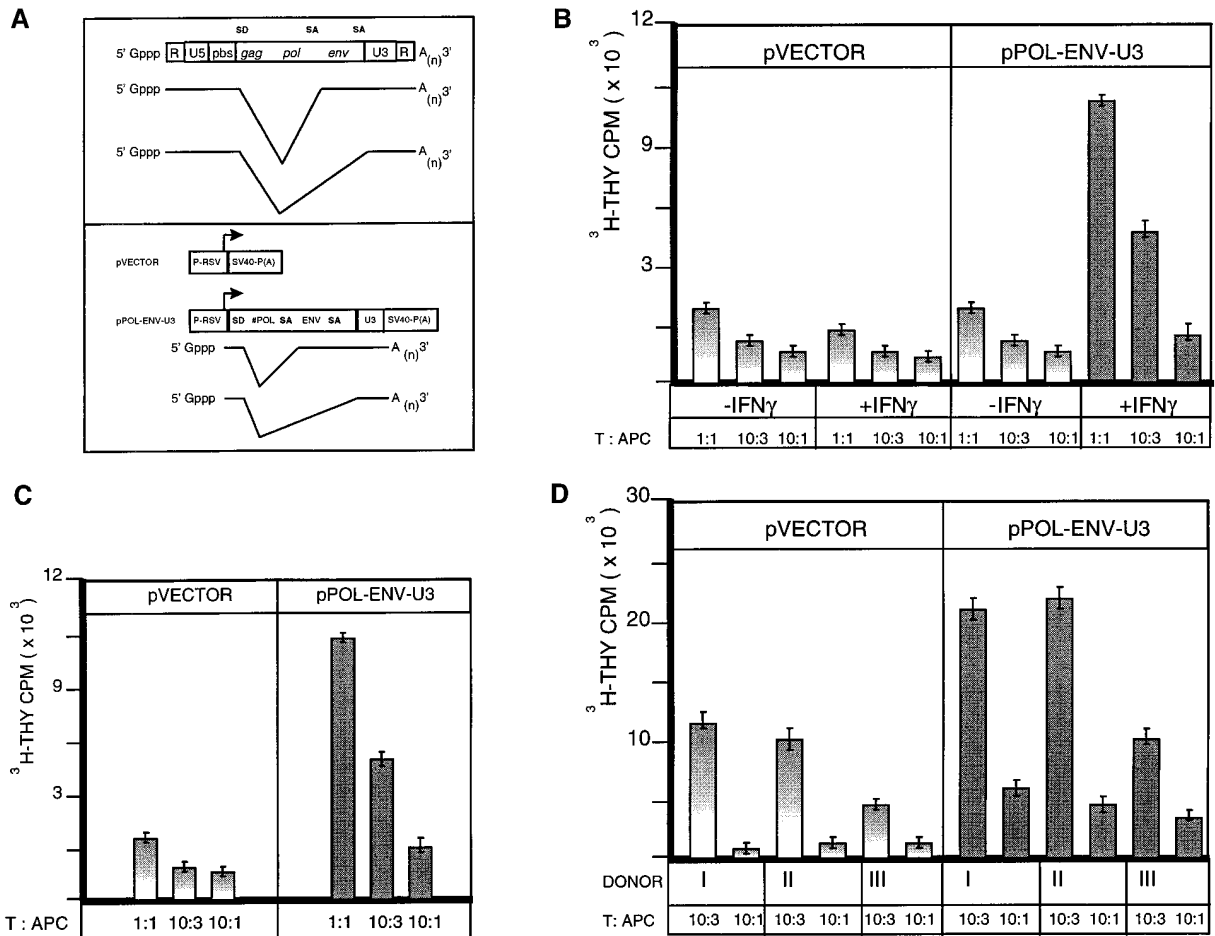 A
SD SA SA
5' Gppp R U5 pbs gag pol env U3 R A(n)3'
5' Gppp A(n)3'
5' Gppp A(n)3'
pVECTOR P-RSV SV40-P(A)
pPOL-ENV-U3 P-RSV SD #POL SA ENV SA U3 SV40-P(A)
5' Gppp A(n)3'
5' Gppp A(n)3'
B
3H-THY CPM ( x 10 3 )
12
9
3
pVECTOR pPOL-ENV-U3
-IFNγ +IFNγ -IFNγ +IFNγ
T : APC 1:1 10:3 10:1 1:1 10:3 10:1 1:1 10:3 10:1 1:1 10:3 10:1
C
3H-THY CPM ( x 10 3 )
12
9
3
pVECTOR pPOL-ENV-U3
T : APC 1:1 10:3 10:1 1:1 10:3 10:1
D
3H-THY CPM ( x 10 3 )
30
20
10
pVECTOR pPOL-ENV-U3
DONOR I II III I II III
T: APC 10:3 10:1 10:3 10:1 10:3 10:1 10:3 10:1 10:3 10:1 10:3 10:1